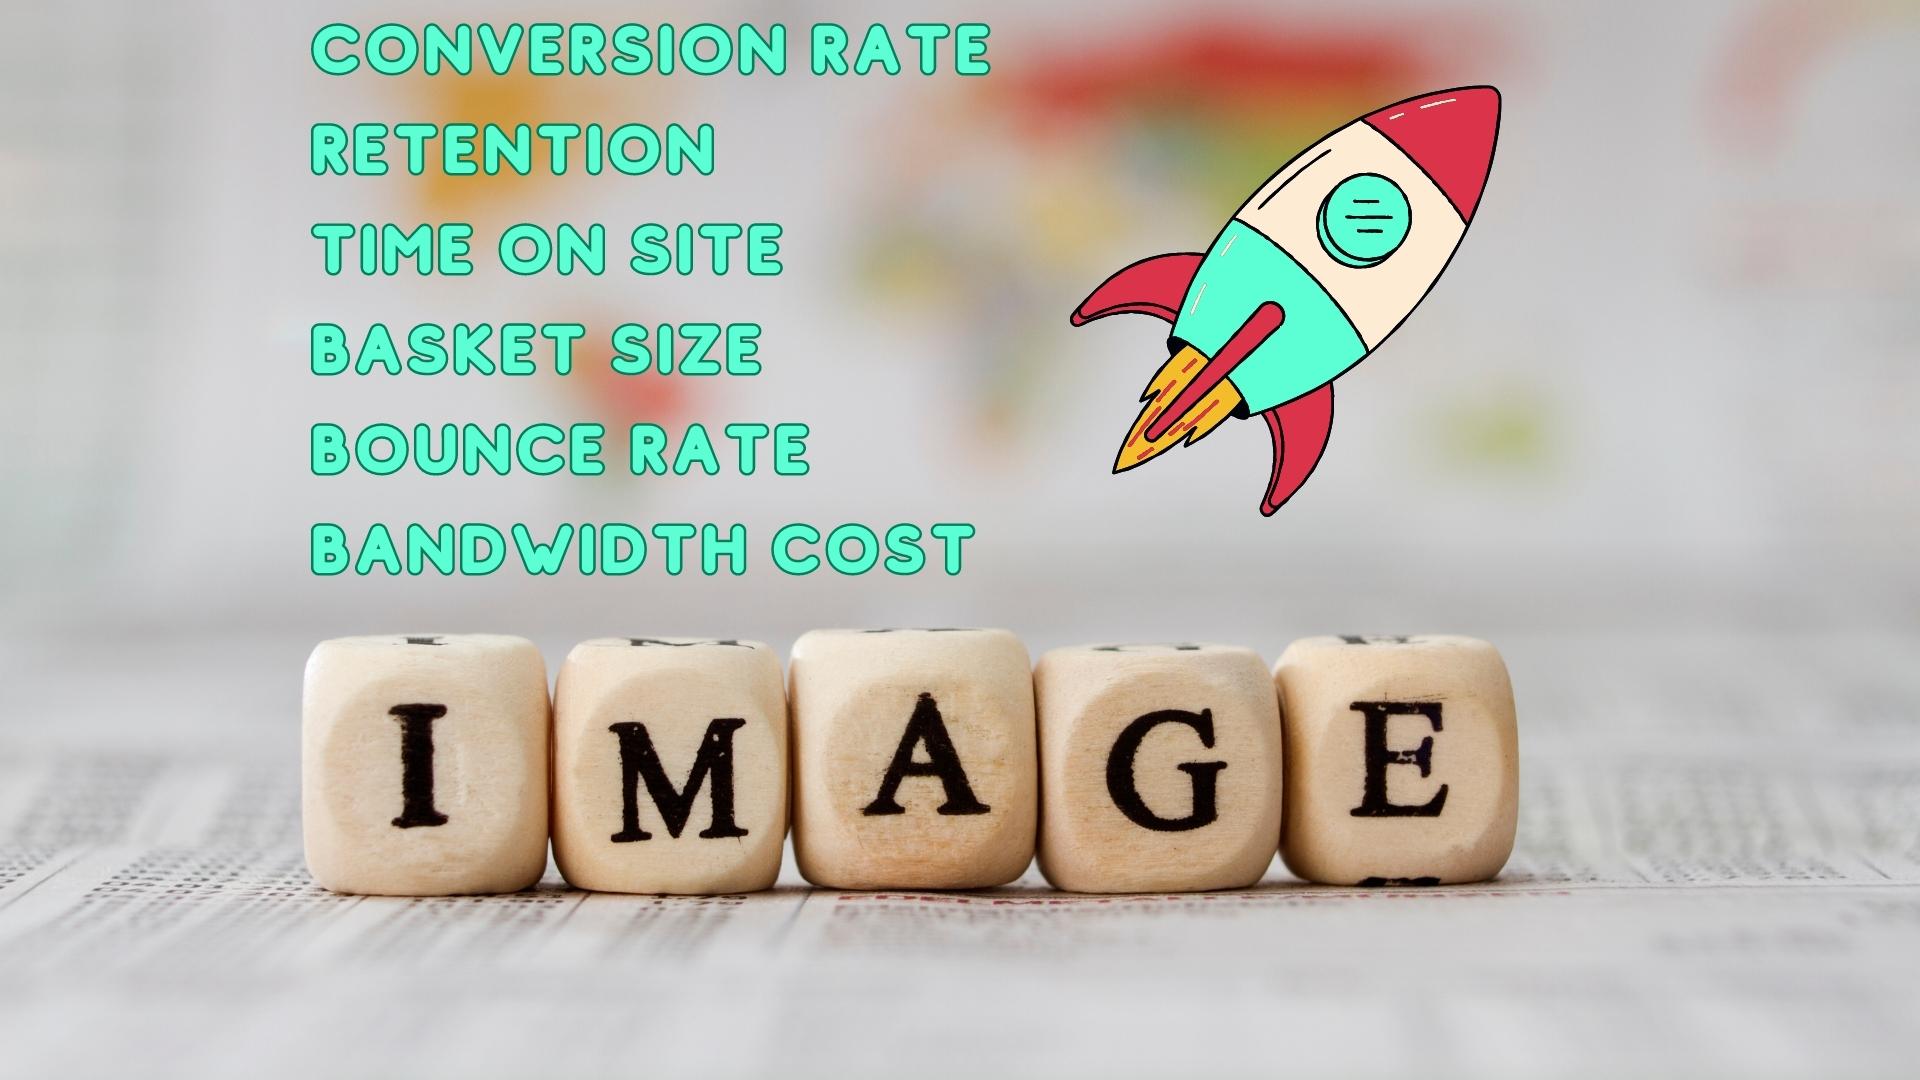 CONVERSION RATE
RETENTION
TIME ON SITE
BASKET SIZE
BOUNCE RATE
BANDWIDTH COST
IMAGE